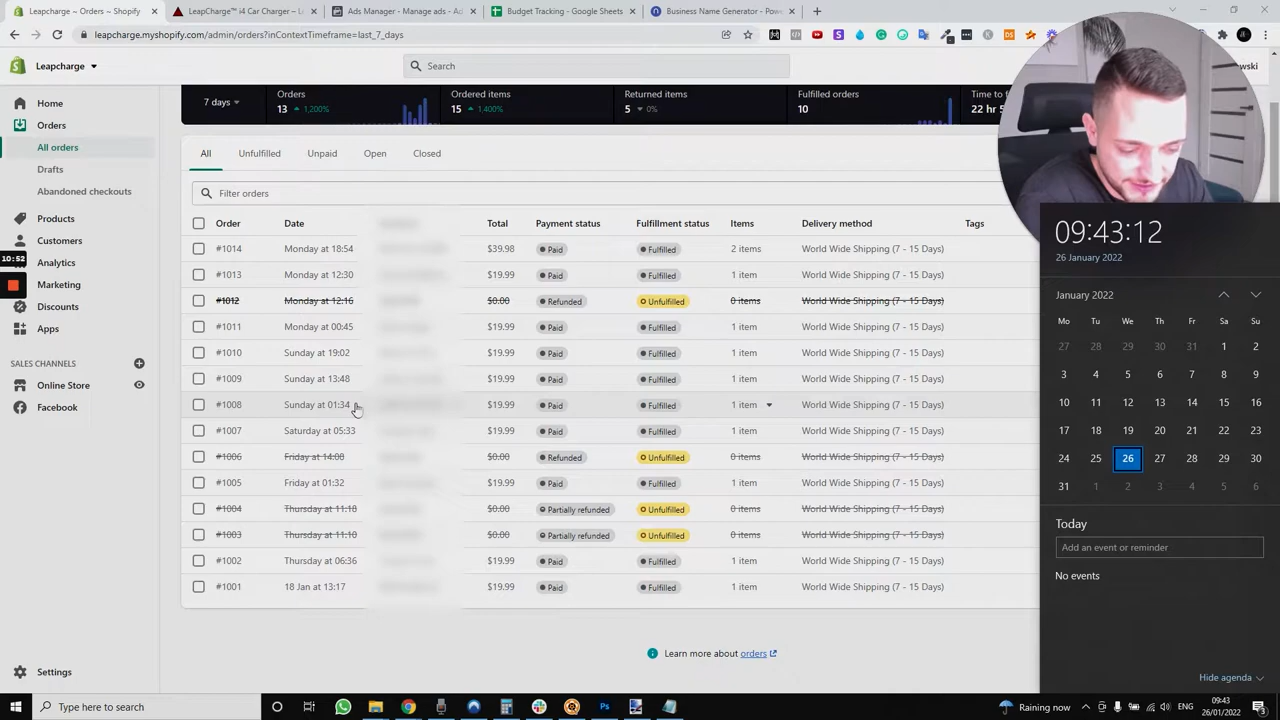 Leapcharge ~ Orders ~ Shopify
LeapCharge™ i4 Car Charger – L
Ads Manager - Manage ads - Ad
Budget Tracking - Google Sheets
Business Name Generator - Pow
leapcharge.myshopify.com/admin/orders?inContextTimeframe=last_7_days
Leapcharge
Search
wski
Home
Orders
All orders
Drafts
Abandoned checkouts
Products
Customers
10:52
Analytics
Marketing
Discounts
Apps
SALES CHANNELS
Online Store
Facebook
Settings
7 days
Orders
13 1,200%
Ordered items
15 1,400%
Returned items
5 0%
Fulfilled orders
10
Time to f
22 hr 5
All Unfulfilled Unpaid Open Closed
Filter orders
Order Date Total Payment status Fulfillment status Items Delivery method Tags
#1014 Monday at 18:54 $39.98 Paid Fulfilled 2 items World Wide Shipping (7 - 15 Days)
#1013 Monday at 12:30 $19.99 Paid Fulfilled 1 item World Wide Shipping (7 - 15 Days)
#1012 Monday at 12:16 $0.00 Refunded Unfulfilled 0 items World Wide Shipping (7 - 15 Days)
#1011 Monday at 00:45 $19.99 Paid Fulfilled 1 item World Wide Shipping (7 - 15 Days)
#1010 Sunday at 19:02 $19.99 Paid Fulfilled 1 item World Wide Shipping (7 - 15 Days)
#1009 Sunday at 13:48 $19.99 Paid Fulfilled 1 item World Wide Shipping (7 - 15 Days)
#1008 Sunday at 01:34 $19.99 Paid Fulfilled 1 item World Wide Shipping (7 - 15 Days)
#1007 Saturday at 05:33 $19.99 Paid Fulfilled 1 item World Wide Shipping (7 - 15 Days)
#1006 Friday at 14:08 $0.00 Refunded Unfulfilled 0 items World Wide Shipping (7 - 15 Days)
#1005 Friday at 01:32 $19.99 Paid Fulfilled 1 item World Wide Shipping (7 - 15 Days)
#1004 Thursday at 11:18 $0.00 Partially refunded Unfulfilled 0 items World Wide Shipping (7 - 15 Days)
#1003 Thursday at 11:10 $0.00 Partially refunded Unfulfilled 0 items World Wide Shipping (7 - 15 Days)
#1002 Thursday at 06:36 $19.99 Paid Fulfilled 1 item World Wide Shipping (7 - 15 Days)
#1001 18 Jan at 13:17 $19.99 Paid Fulfilled 1 item World Wide Shipping (7 - 15 Days)
Learn more about orders
09:43:12
26 January 2022
January 2022
Mo Tu We Th Fr Sa Su
27 28 29 30 31 1 2
3 4 5 6 7 8 9
10 11 12 13 14 15 16
17 18 19 20 21 22 23
24 25 26 27 28 29 30
31 1 2 3 4 5 6
Today
Add an event or reminder
No events
Hide agenda
Type here to search
Raining now
ENG
09:43
26/01/2022